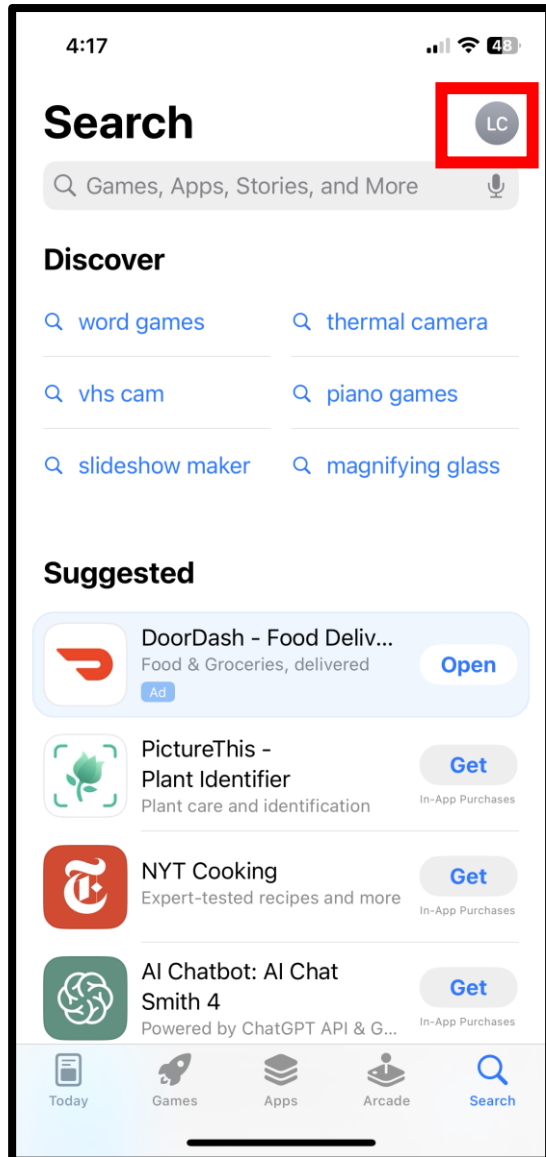 4:17
48
Search
LC
Games, Apps, Stories, and More
Discover
word games
thermal camera
vhs cam
piano games
slideshow maker
magnifying glass
Suggested
DoorDash - Food Deliv...
Food & Groceries, delivered
Ad
Open
PictureThis -
Plant Identifier
Plant care and identification
Get
In-App Purchases
NYT Cooking
Expert-tested recipes and more
Get
In-App Purchases
AI Chatbot: AI Chat
Smith 4
Powered by ChatGPT API & G...
Get
In-App Purchases
Today
Games
Apps
Arcade
Search